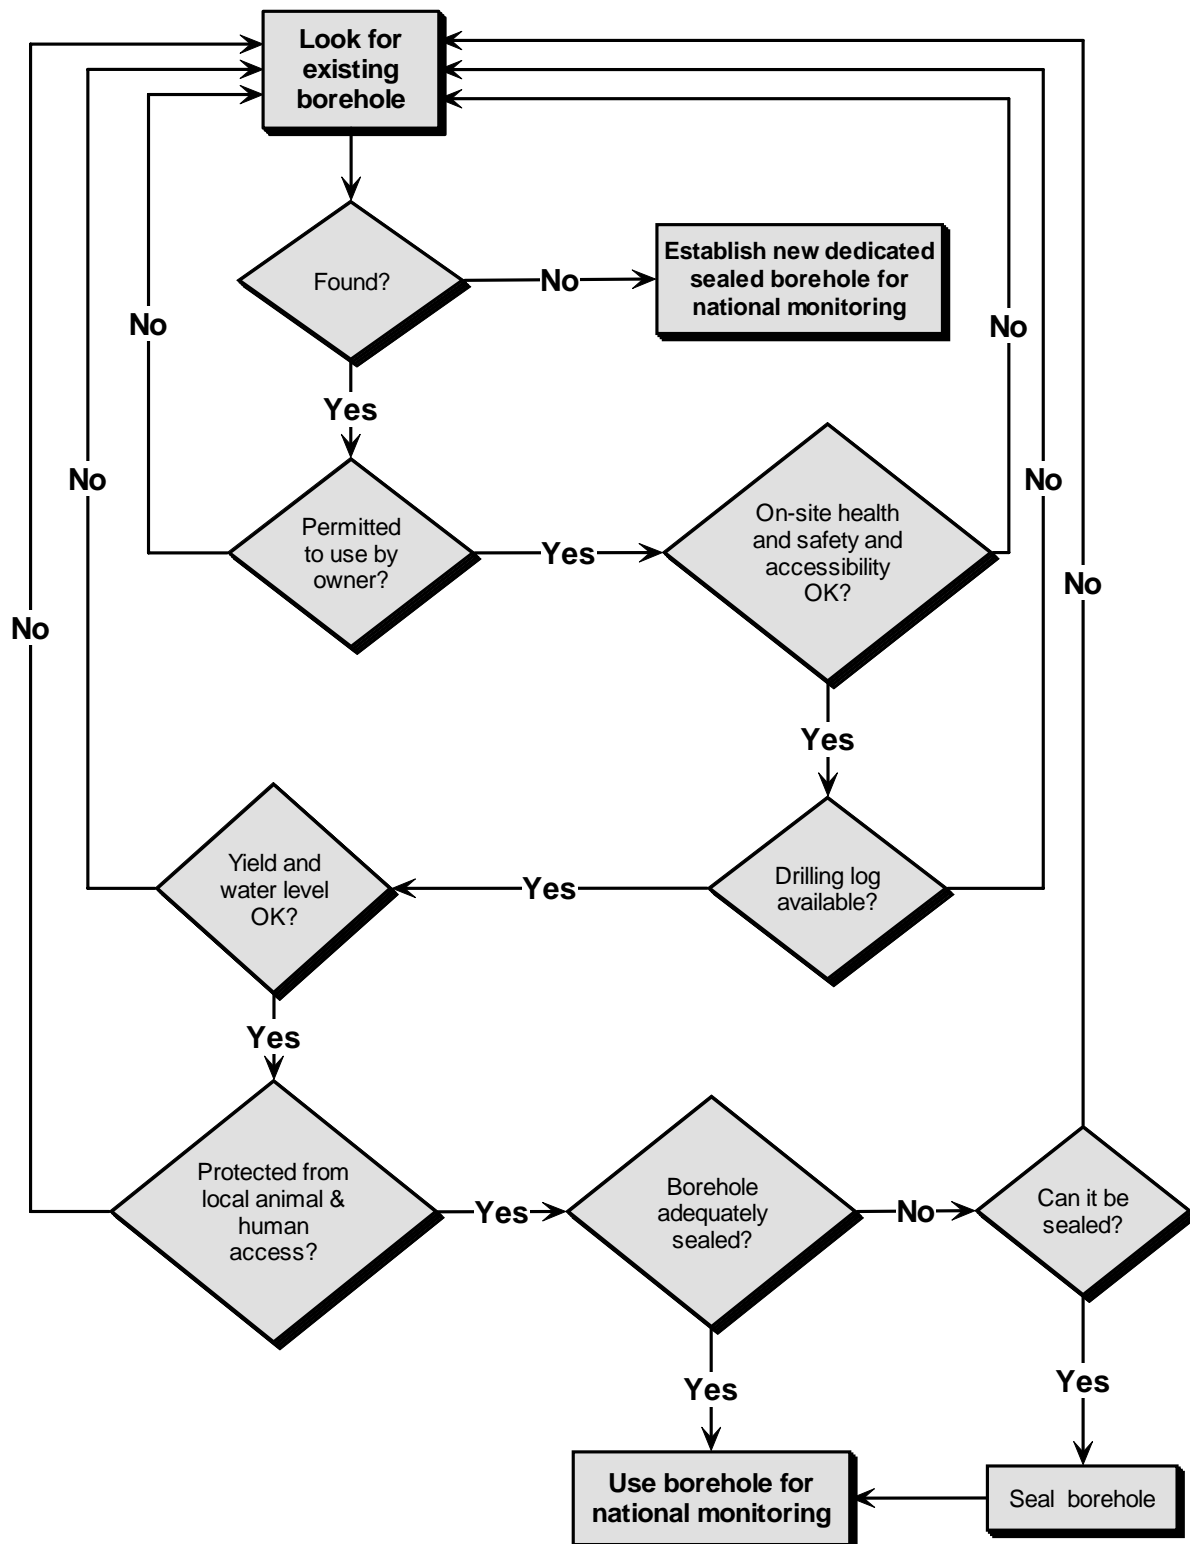 Look for
existing
borehole
Found?
No
Establish new dedicated
sealed borehole for
national monitoring
No
No
Yes
No
No
Permitted
to use by
owner?
Yes
On-site health
and safety and
accessibility
OK?
No
No
Yes
Yield and
water level
OK?
Yes
Drilling log
available?
Yes
Protected from
local animal &
human
access?
Yes
Borehole
adequately
sealed?
No
Can it be
sealed?
Yes
Yes
Use borehole for
national monitoring
Seal borehole